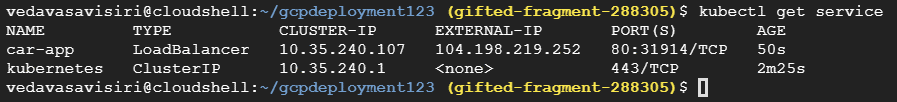 vedavasavisiri@cloudshell:~/gcpdeployment123 (gifted-fragment-288305)$ kubectl get service
NAME TYPE CLUSTER-IP EXTERNAL-IP PORT(S) AGE
car-app LoadBalancer 10.35.240.107 104.198.219.252 80:31914/TCP 50s
kubernetes ClusterIP 10.35.240.1 <none> 443/TCP 2m25s
vedavasavisiri@cloudshell:~/gcpdeployment123 (gifted-fragment-288305)$